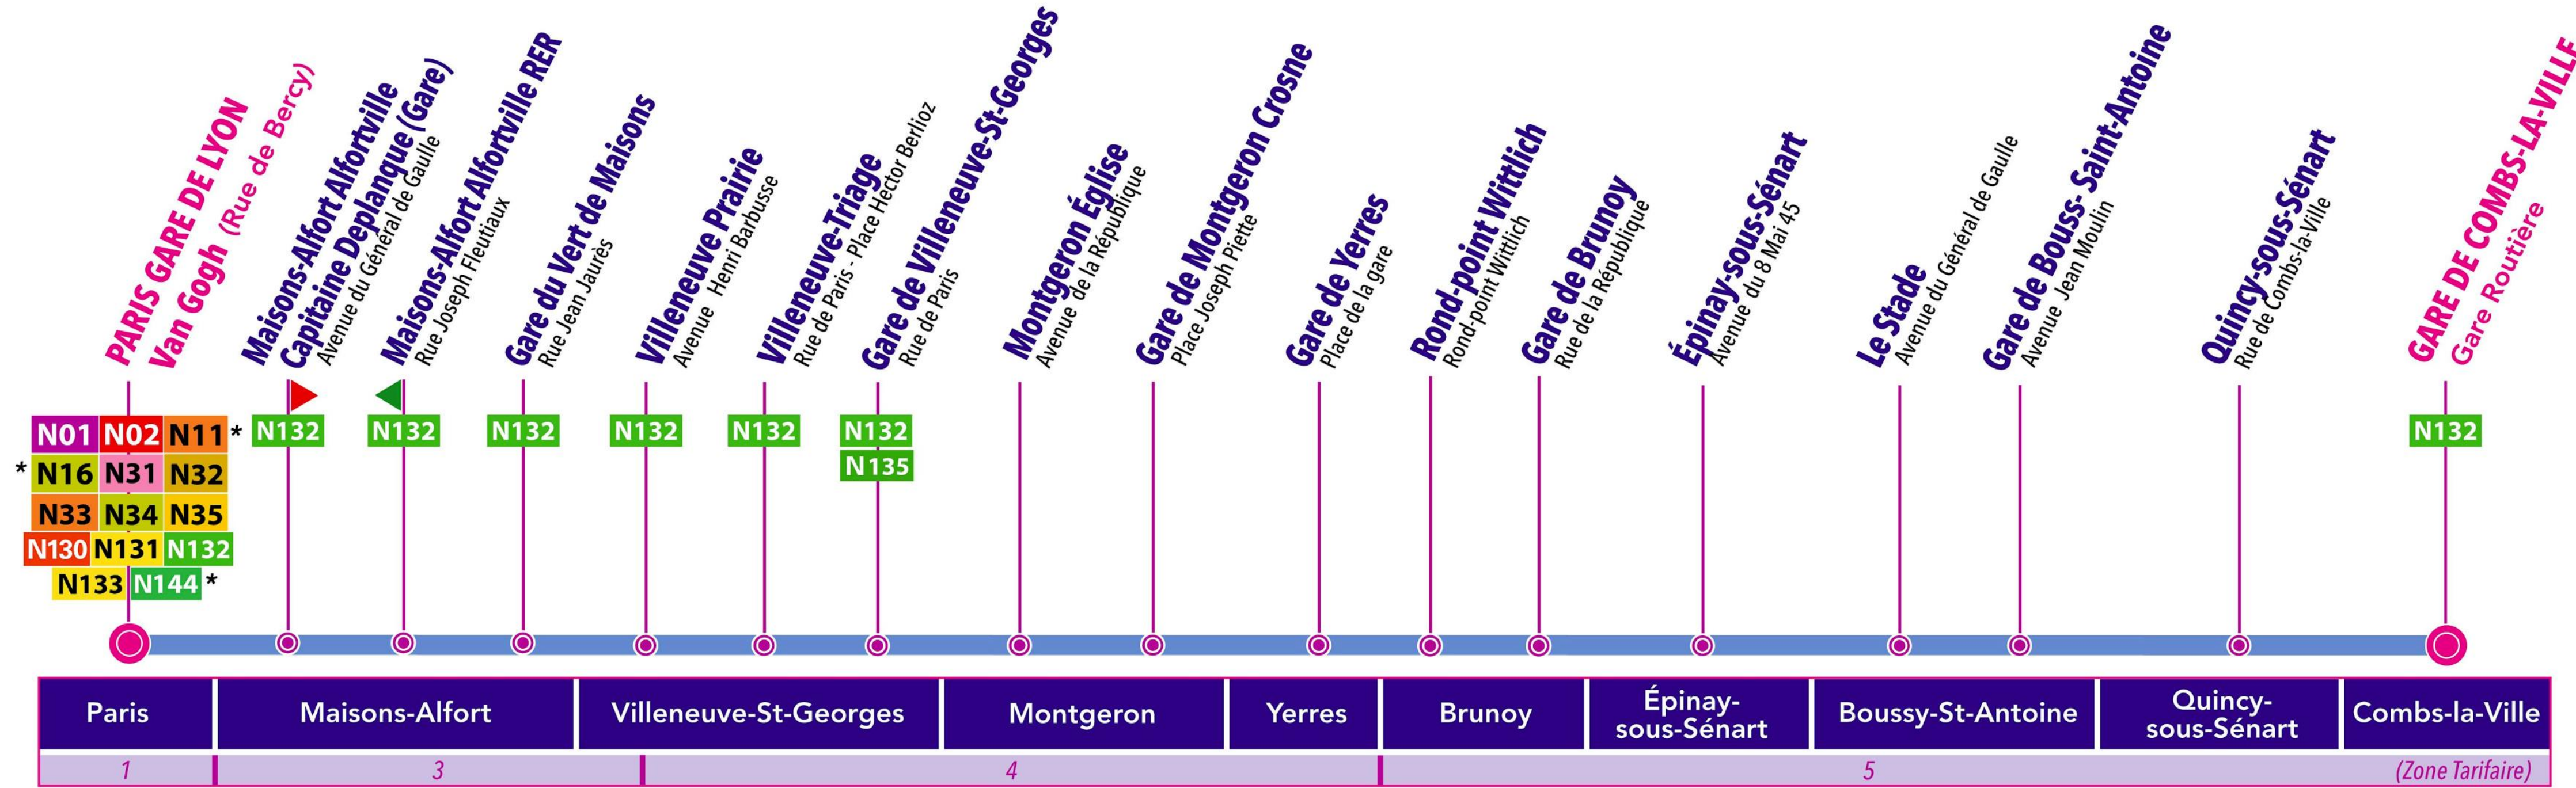 PARIS GARE DE LYON
Van Gogh (Rue de Bercy)
Maisons-Alfort Alfortville
Capitaine Deplanque (Gare)
Avenue du Général de Gaulle
Maisons-Alfort Alfortville RER
Rue Joseph Fleutiaux
Gare du Vert de Maisons
Rue Jean Jaurès
Villeneuve Prairie
Avenue Henri Barbusse
Villeneuve-Triage
Rue de Paris - Place Hector Berlioz
Gare de Villeneuve-St-Georges
Rue de Paris
Montgeron Église
Avenue de la République
Gare de Montgeron Crosne
Place Joseph Piette
Gare de Yerres
Place de la gare
Rond-point Wittlich
Rond-point Wittlich
Gare de Brunoy
Rue de la République
Épinay-sous-Sénart
Avenue du 8 Mai 45
Le Stade
Avenue du Général de Gaulle
Gare de Bouss- Saint-Antoine
Avenue Jean Moulin
Quincy-sous-Sénart
Rue de Combs-la-Ville
GARE DE COMBS-LA-VILLE
Gare Routière
N01 N02 N11 *
* N16 N31 N32
N33 N34 N35
N130 N131 N132
N133 N144 *
N132
N132
N132
N132
N132
N132
N135
N132
Paris
Maisons-Alfort
Villeneuve-St-Georges
Montgeron
Yerres
Brunoy
Épinay-
sous-Sénart
Boussy-St-Antoine
Quincy-
sous-Sénart
Combs-la-Ville
1
3
4
5
(Zone Tarifaire)